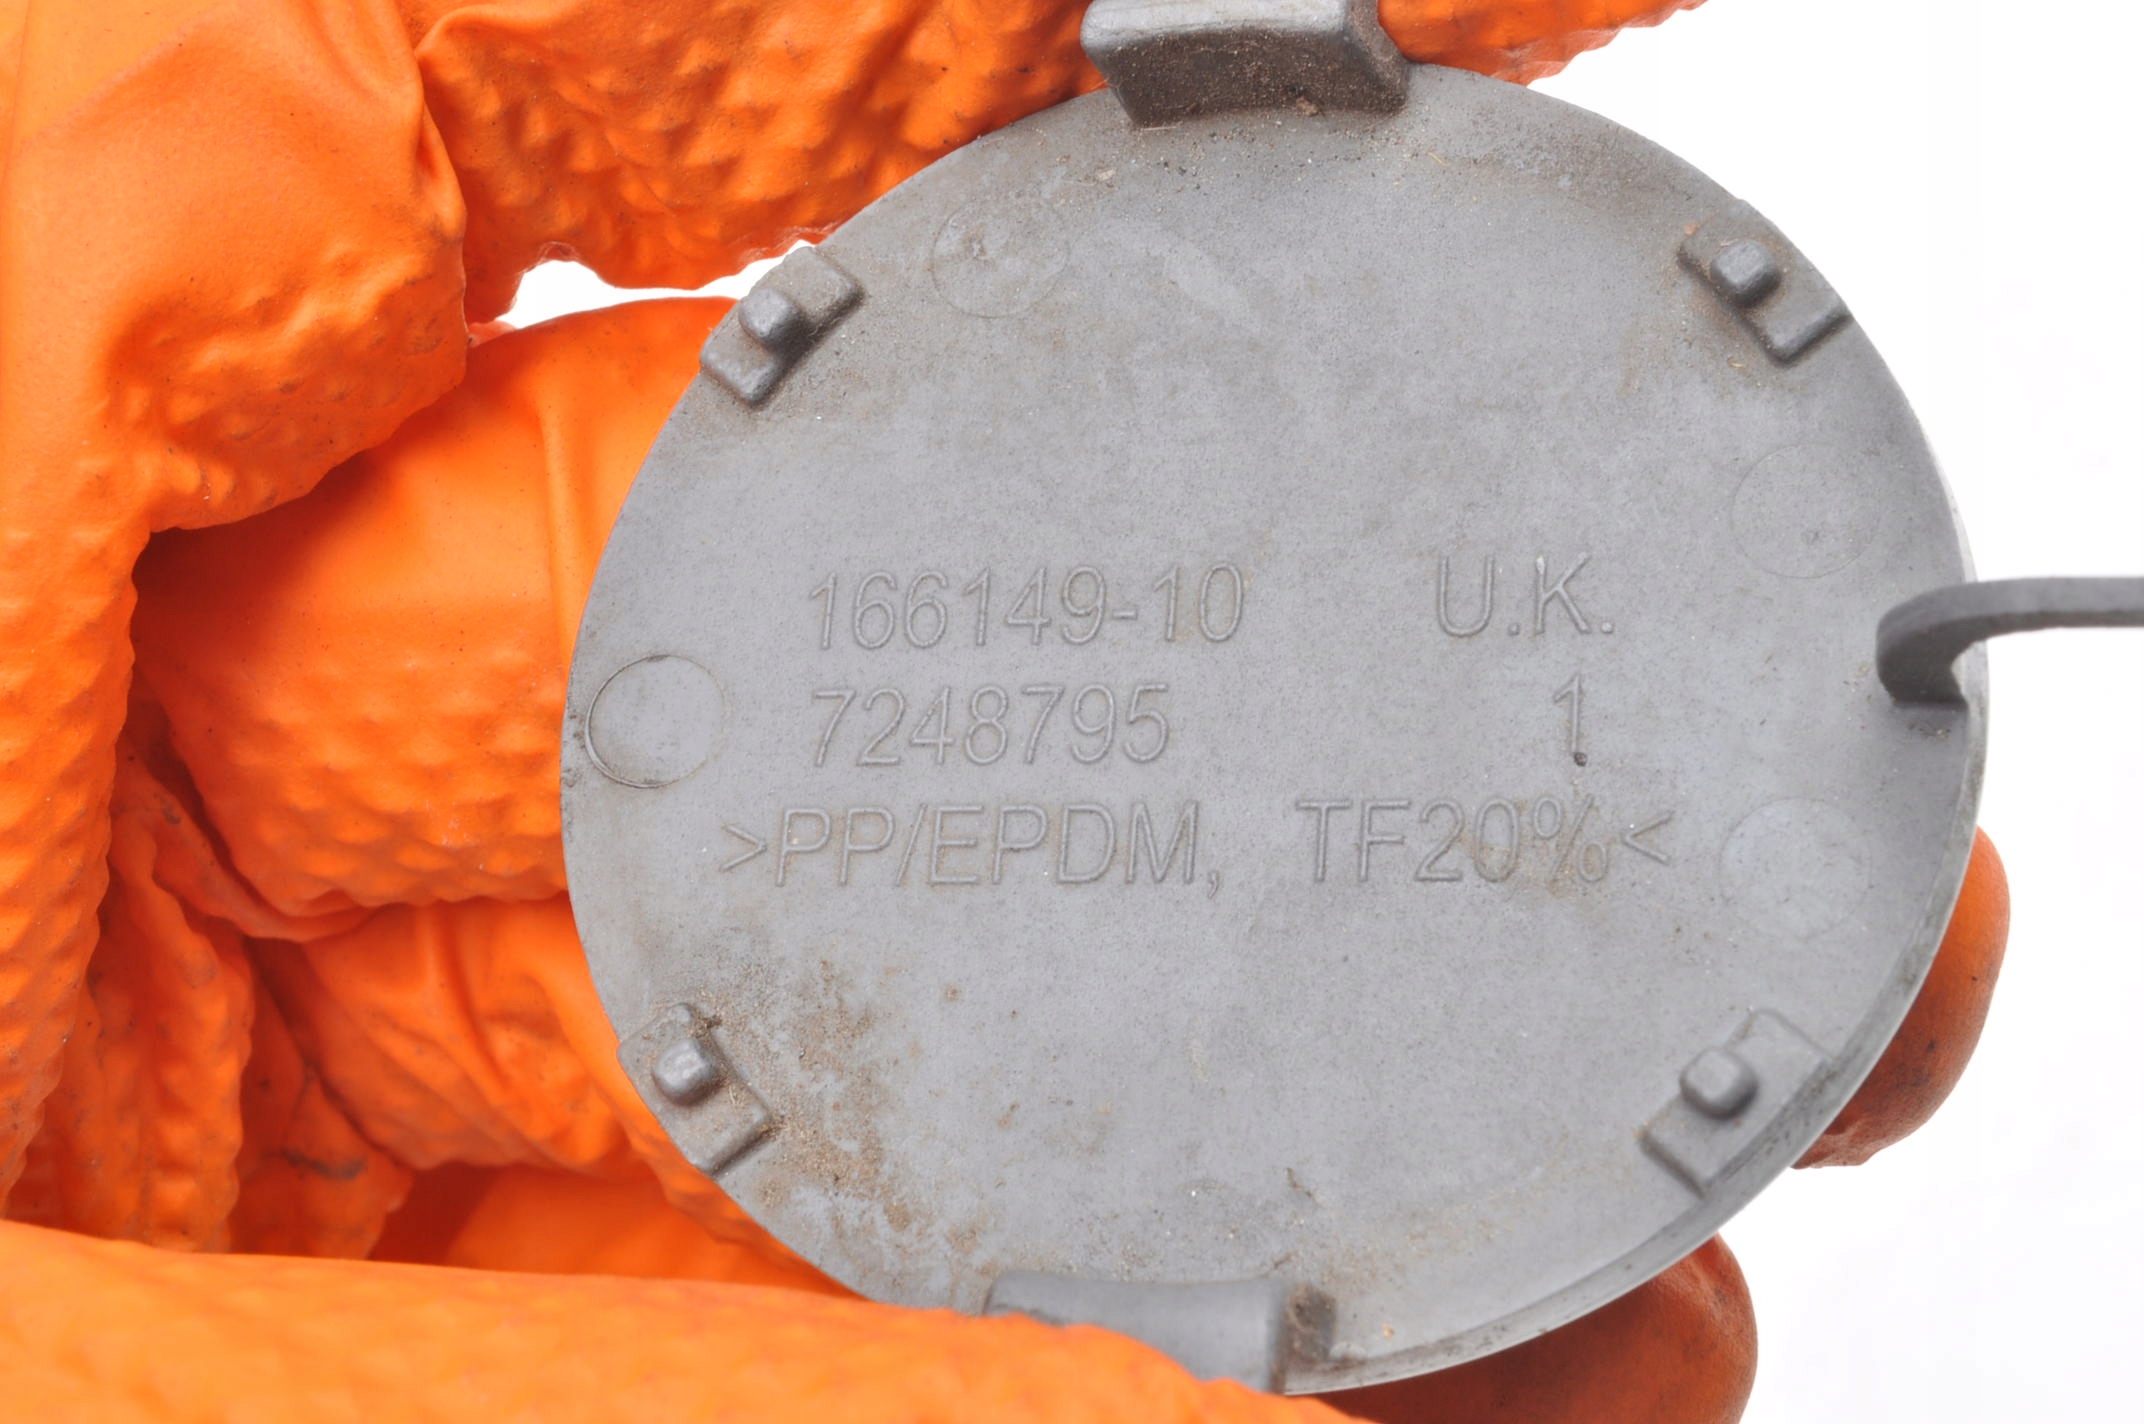 166149-10 U.K.
7248795 1
>PP/EPDM, TF20%<